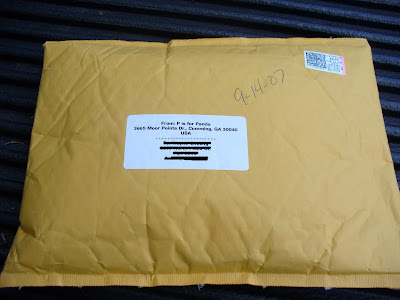 9-14-07
From: P is for Panda
3665 Moor Pointe Dr., Cumming, GA 30040
USA